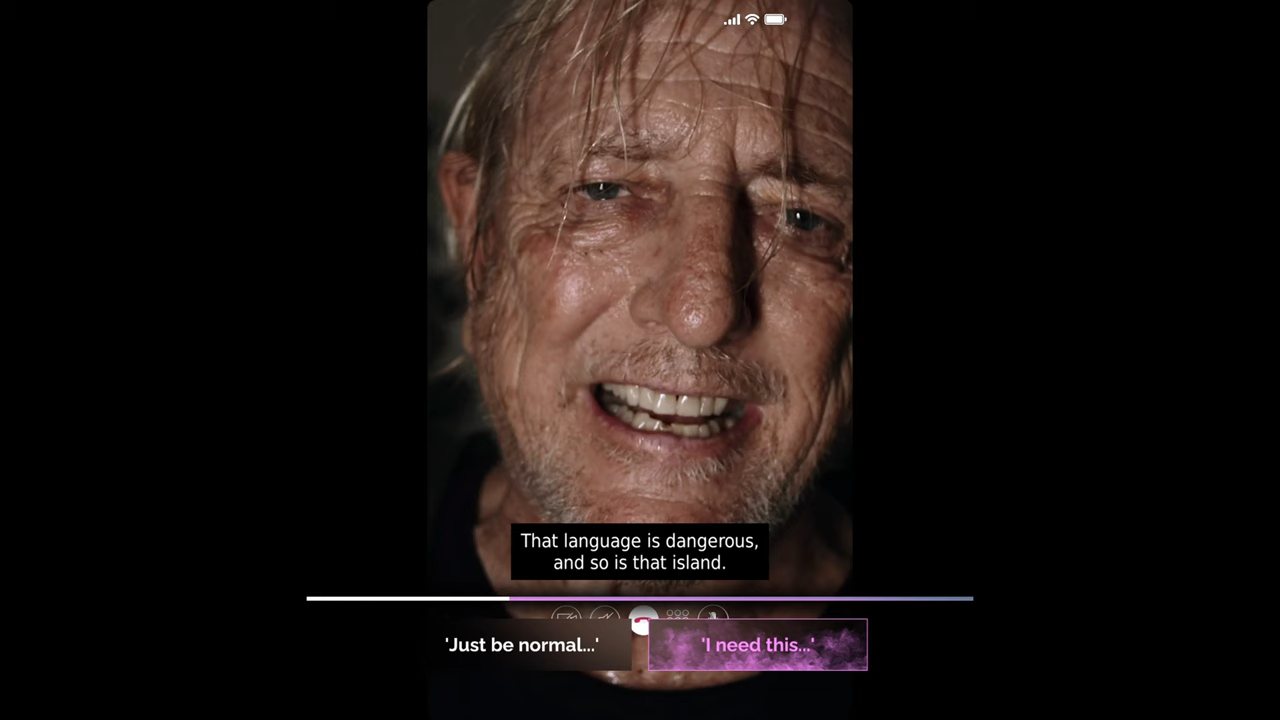 That language is dangerous,
and so is that island.
'Just be normal...'
'I need this...'